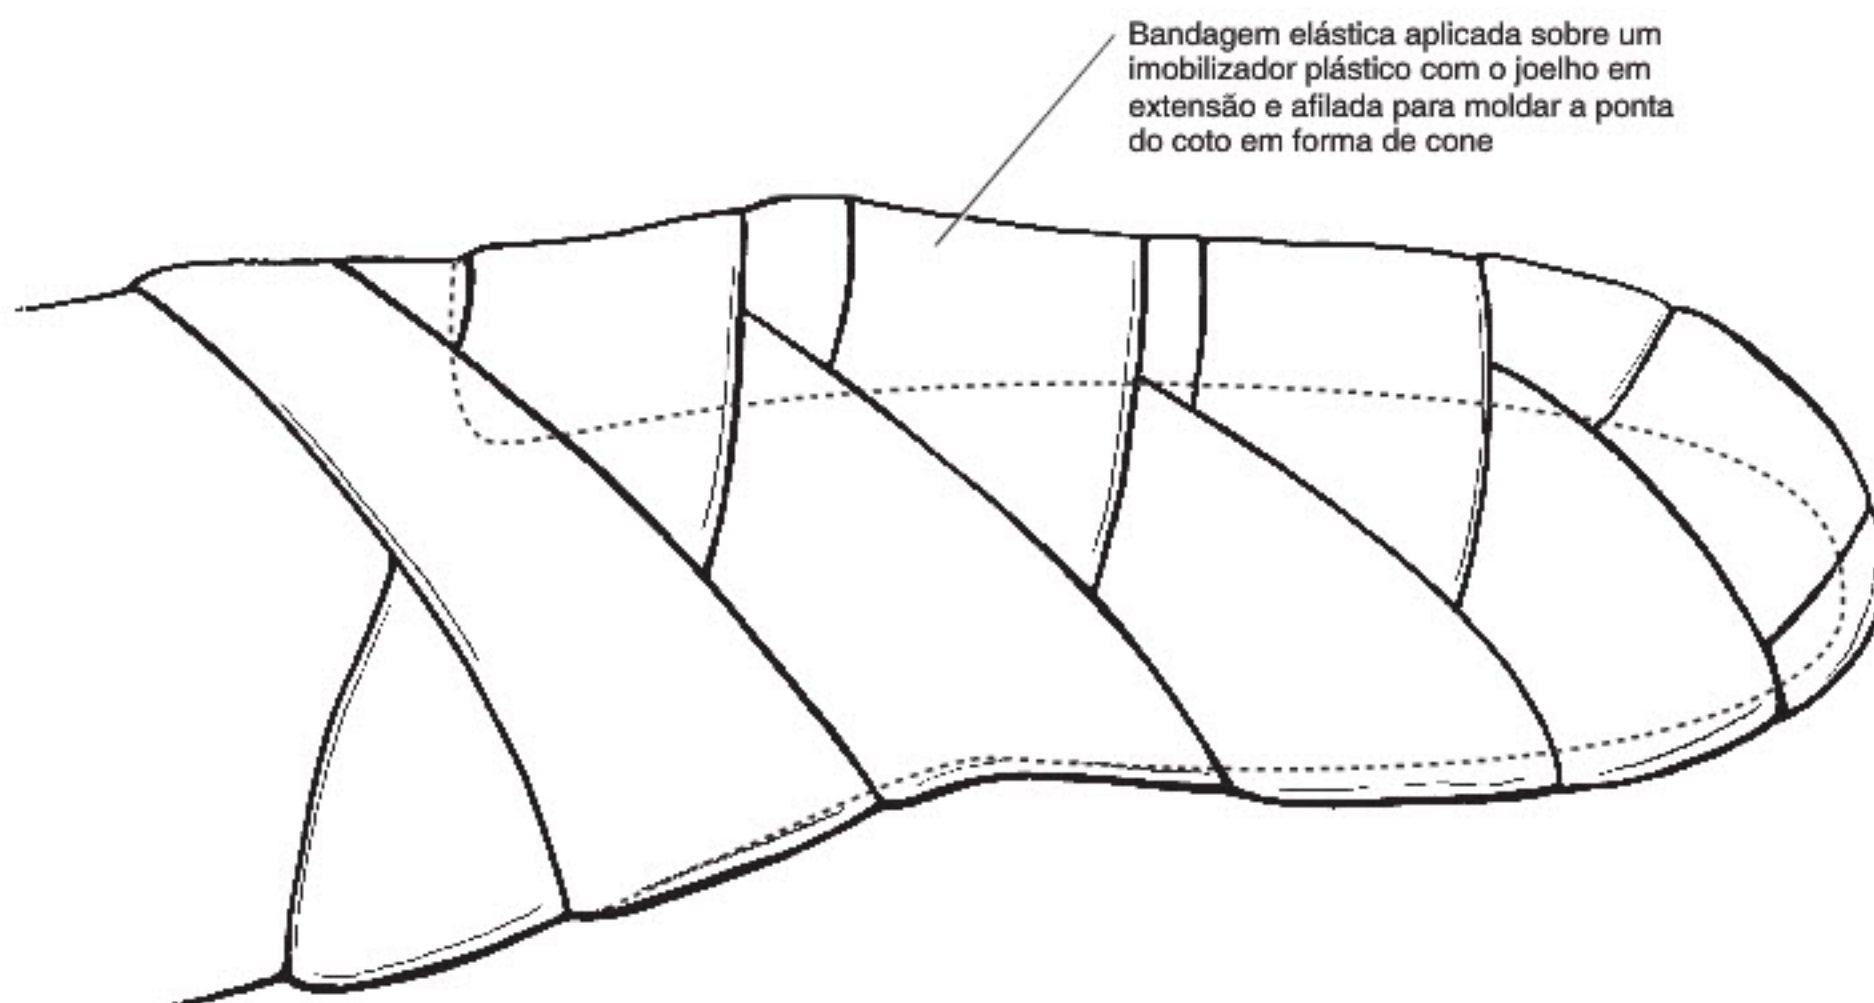 Bandagem elástica aplicada sobre um
imobilizador plástico com o joelho em
extensão e afilada para moldar a ponta
do coto em forma de cone